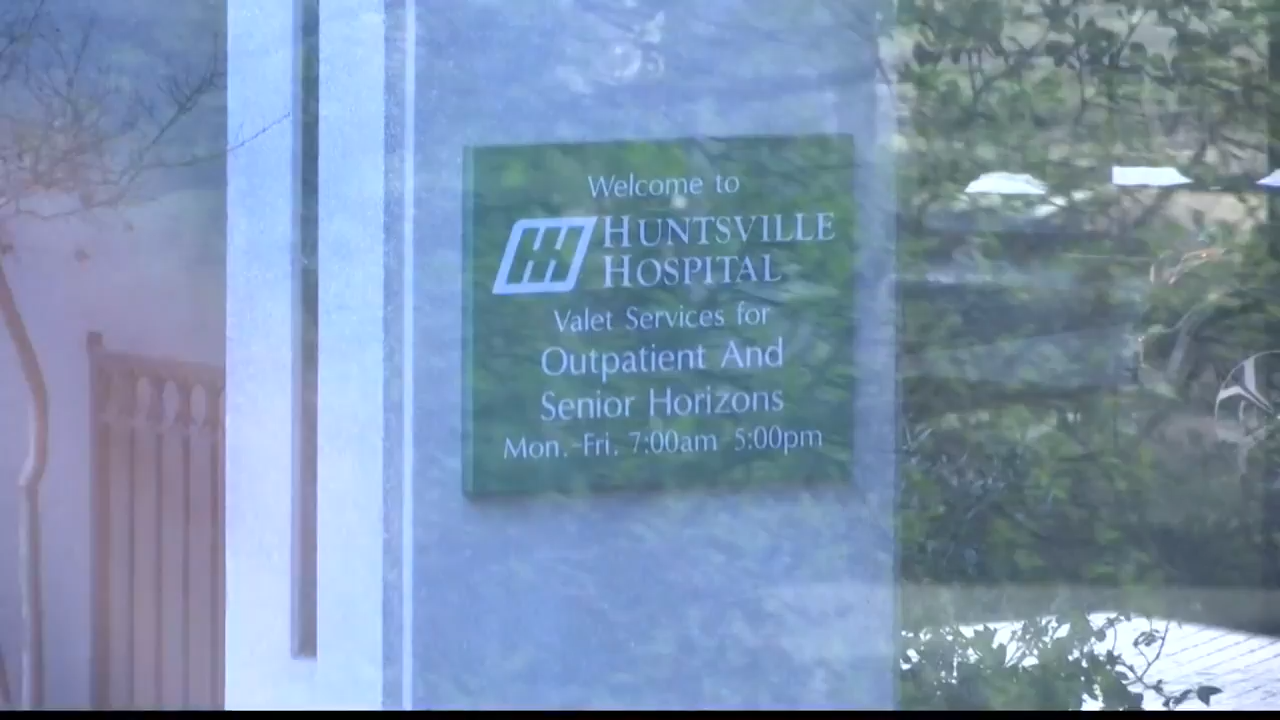 Welcome to
HUNTSVILLE
HOSPITAL
Valet Services for
Outpatient And
Senior Horizons
Mon.-Fri. 7:00am 5:00pm